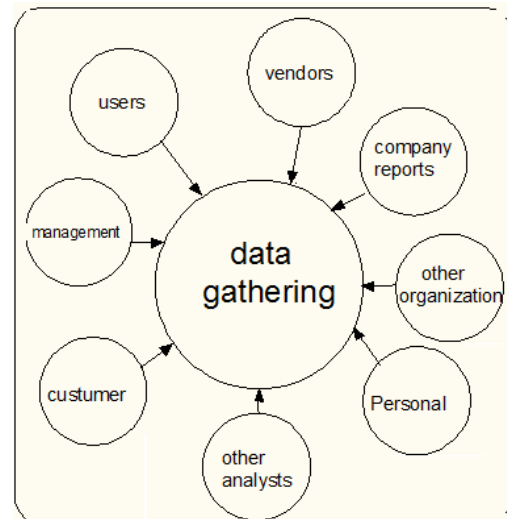 vendors
users
company
reports
management
data
gathering
other
organization
custumer
Personal
other
analysts